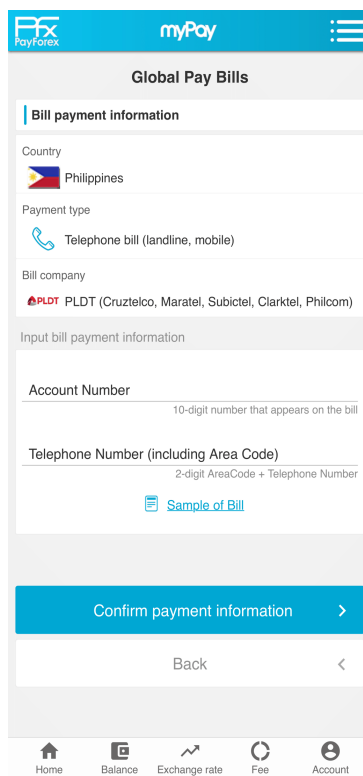 Pfx
PayForex
myPay
Global Pay Bills
Bill payment information
Country
Philippines
Payment type
Telephone bill (landline, mobile)
Bill company
PLDT PLDT (Cruztelco, Maratel, Subictel, Clarktel, Philcom)
Input bill payment information
Account Number
10-digit number that appears on the bill
Telephone Number (including Area Code)
2-digit AreaCode + Telephone Number
Sample of Bill
Confirm payment information
Back
Home Balance Exchange rate Fee Account